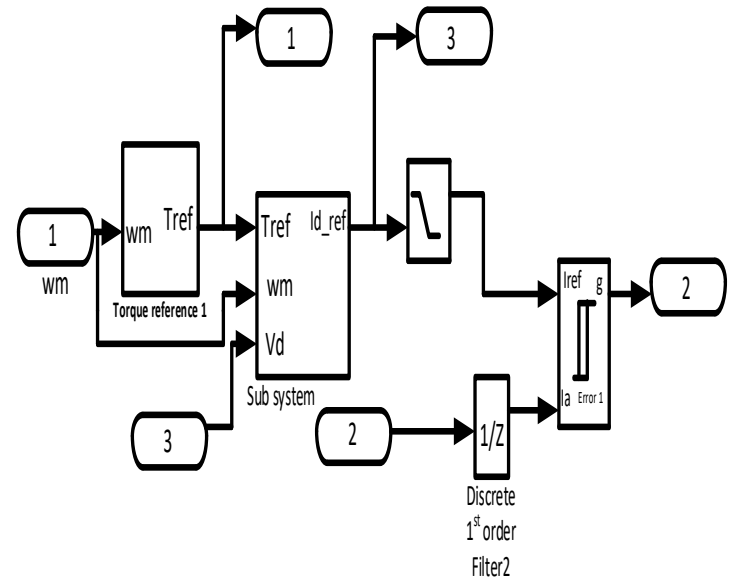 1
3
1
wm
wm
Tref
Torque reference 1
Tref
Id_ref
wm
Vd
Sub system
3
2
1/Z
Discrete
1st order
Filter2
Iref
g
Ia
Error 1
2